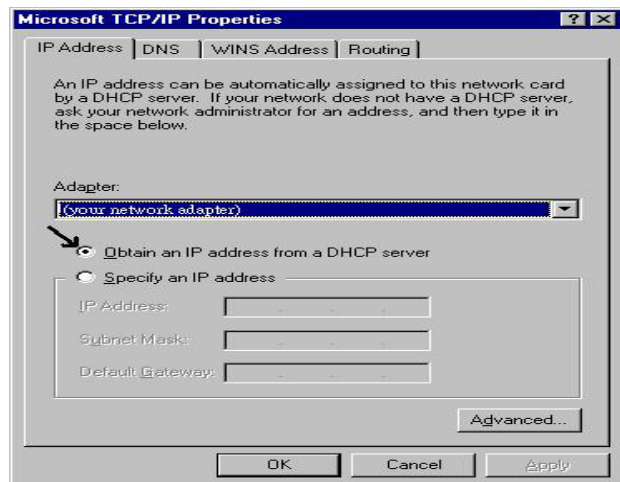 Microsoft TCP/IP Properties
IP Address DNS WINS Address Routing
An IP address can be automatically assigned to this network card
by a DHCP server. If your network does not have a DHCP server,
ask your network administrator for an address, and then type it in
the space below.
Adapter:
(your network adapter)
Obtain an IP address from a DHCP server
Specify an IP address
IP Address:
Subnet Mask:
Default Gateway:
Advanced...
OK Cancel Apply